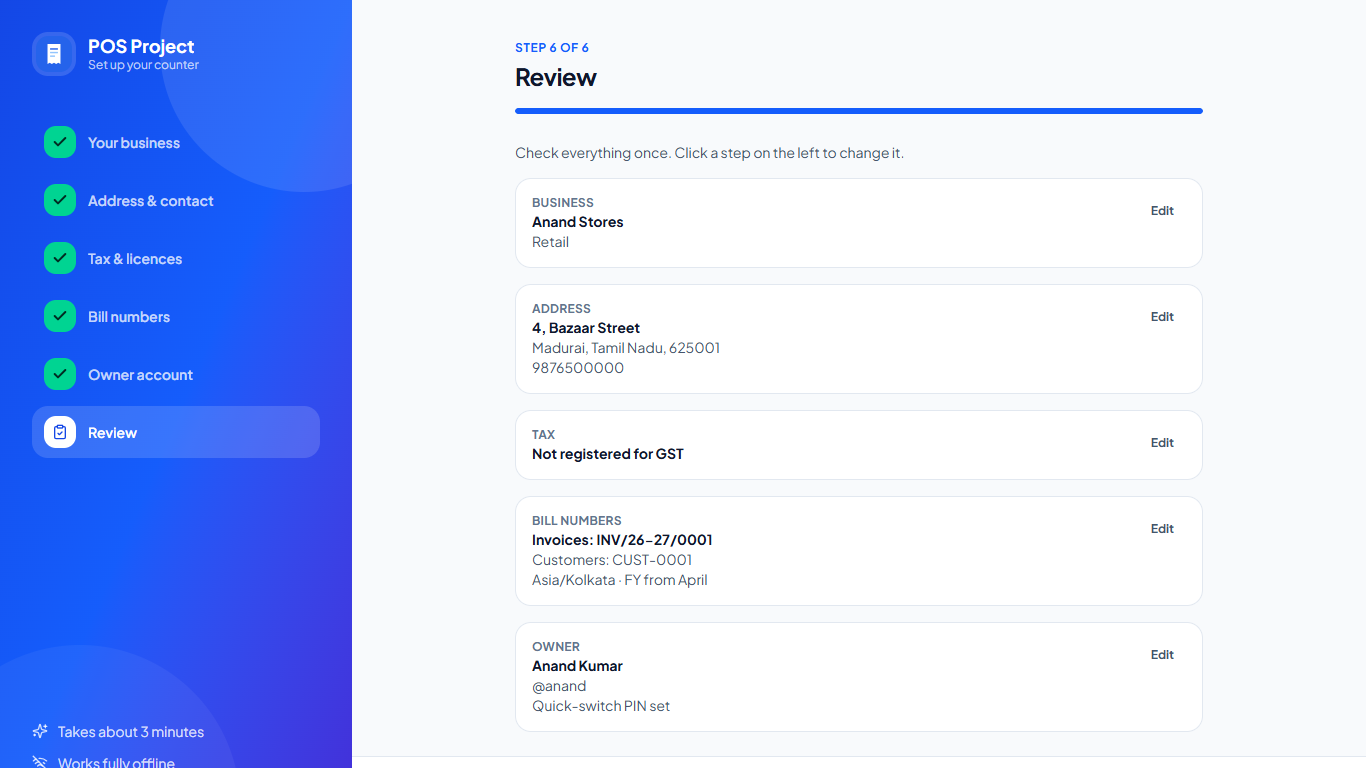 POS Project
Set up your counter
Your business
Address & contact
Tax & licences
Bill numbers
Owner account
Review
Takes about 3 minutes
Works fully offline
STEP 6 OF 6
Review
Check everything once. Click a step on the left to change it.
BUSINESS
Edit
Anand Stores
Retail
ADDRESS
Edit
4, Bazaar Street
Madurai, Tamil Nadu, 625001
9876500000
TAX
Edit
Not registered for GST
BILL NUMBERS
Edit
Invoices: INV/26-27/0001
Customers: CUST-0001
Asia/Kolkata · FY from April
OWNER
Edit
Anand Kumar
@anand
Quick-switch PIN set